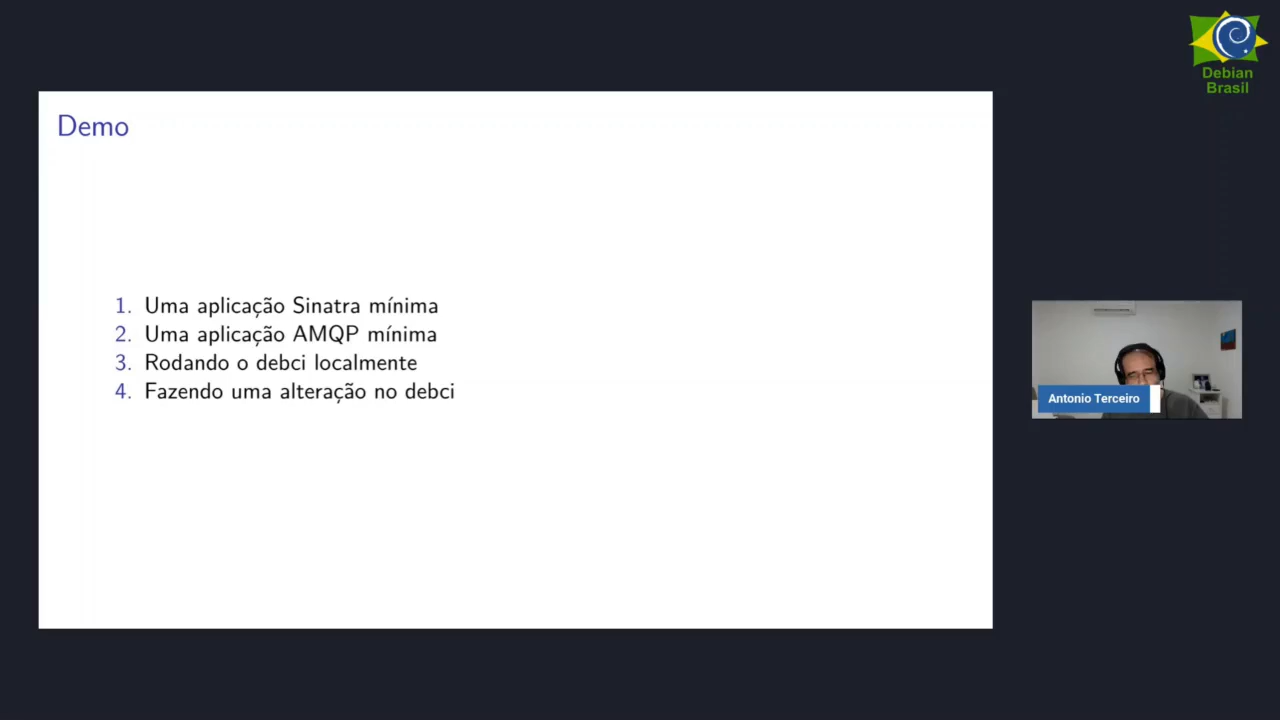 Debian
Brasil
Demo
1. Uma aplicação Sinatra mínima
2. Uma aplicação AMQP mínima
3. Rodando o debci localmente
4. Fazendo uma alteração no debci
Antonio Terceiro